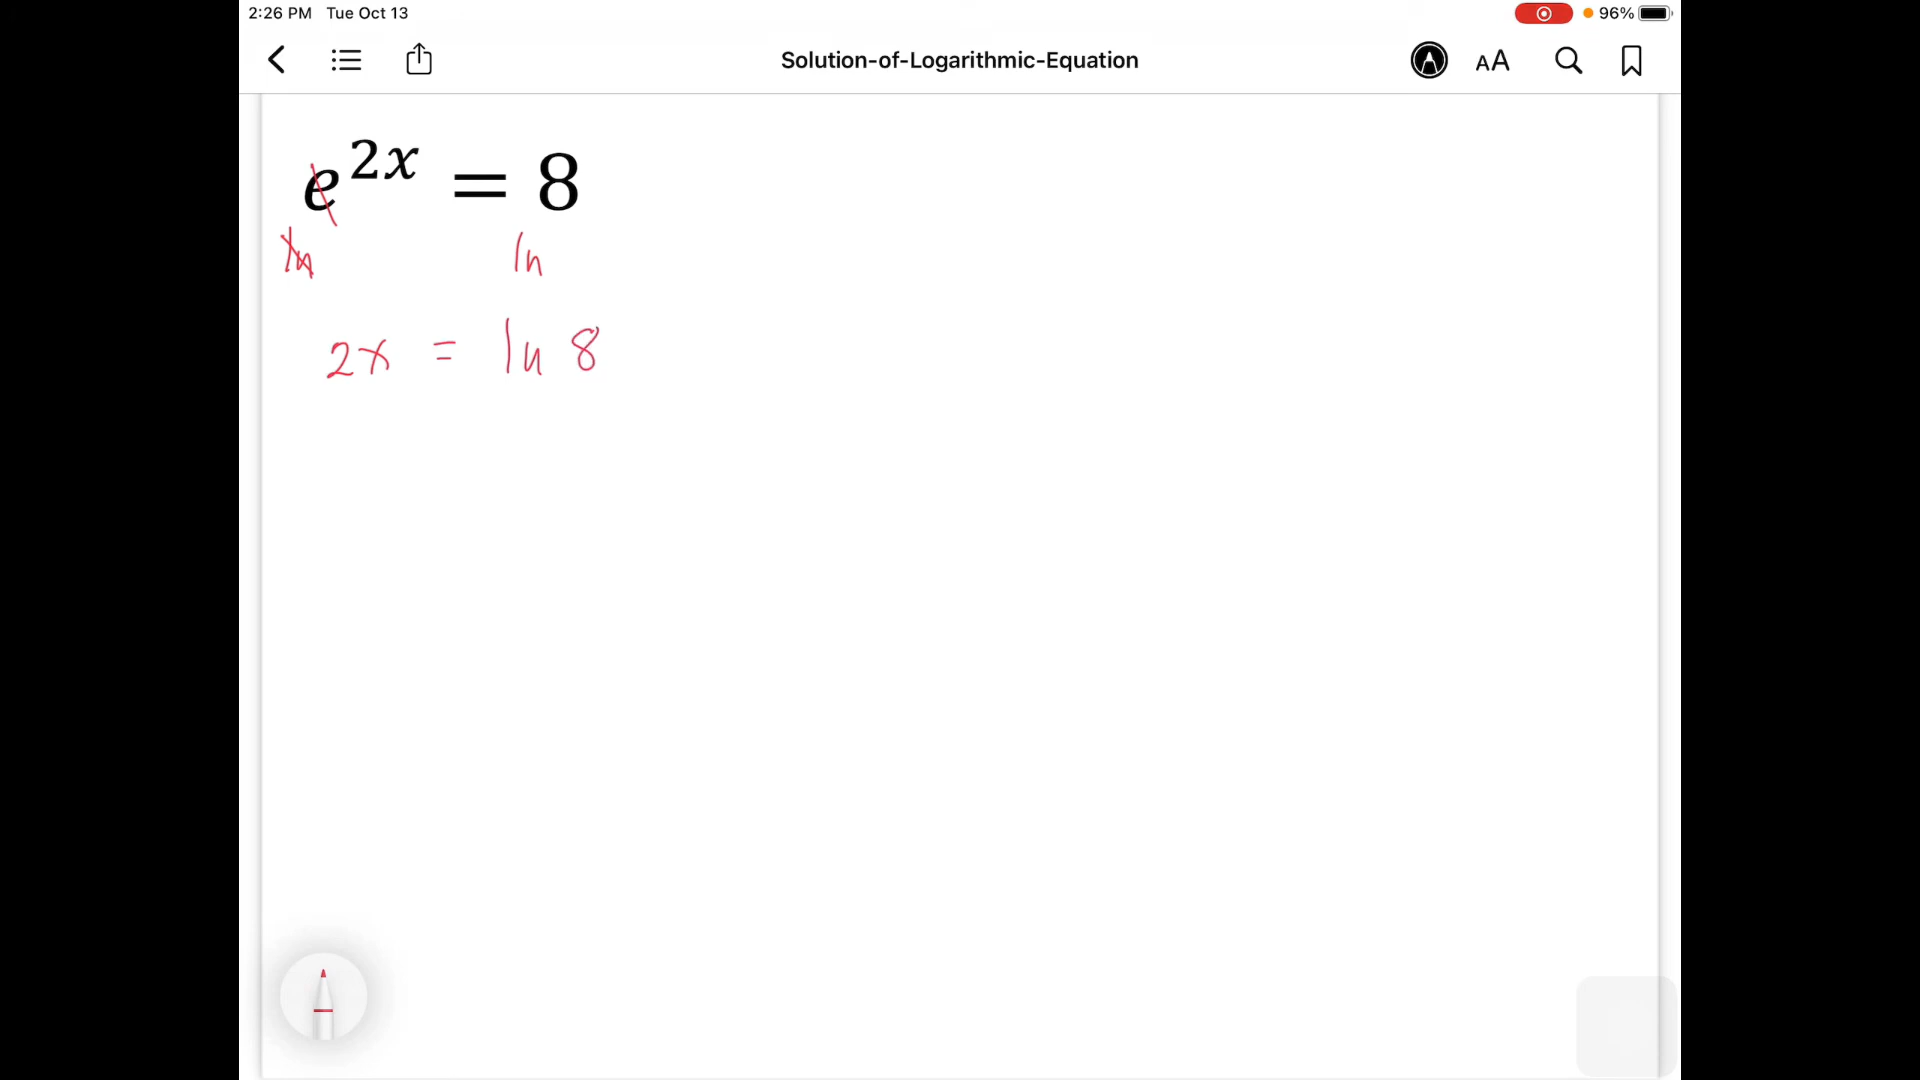 2:26 PM Tue Oct 13 96%
Solution-of-Logarithmic-Equation AA
e^{2x} = 8
ln ln
2x = ln 8